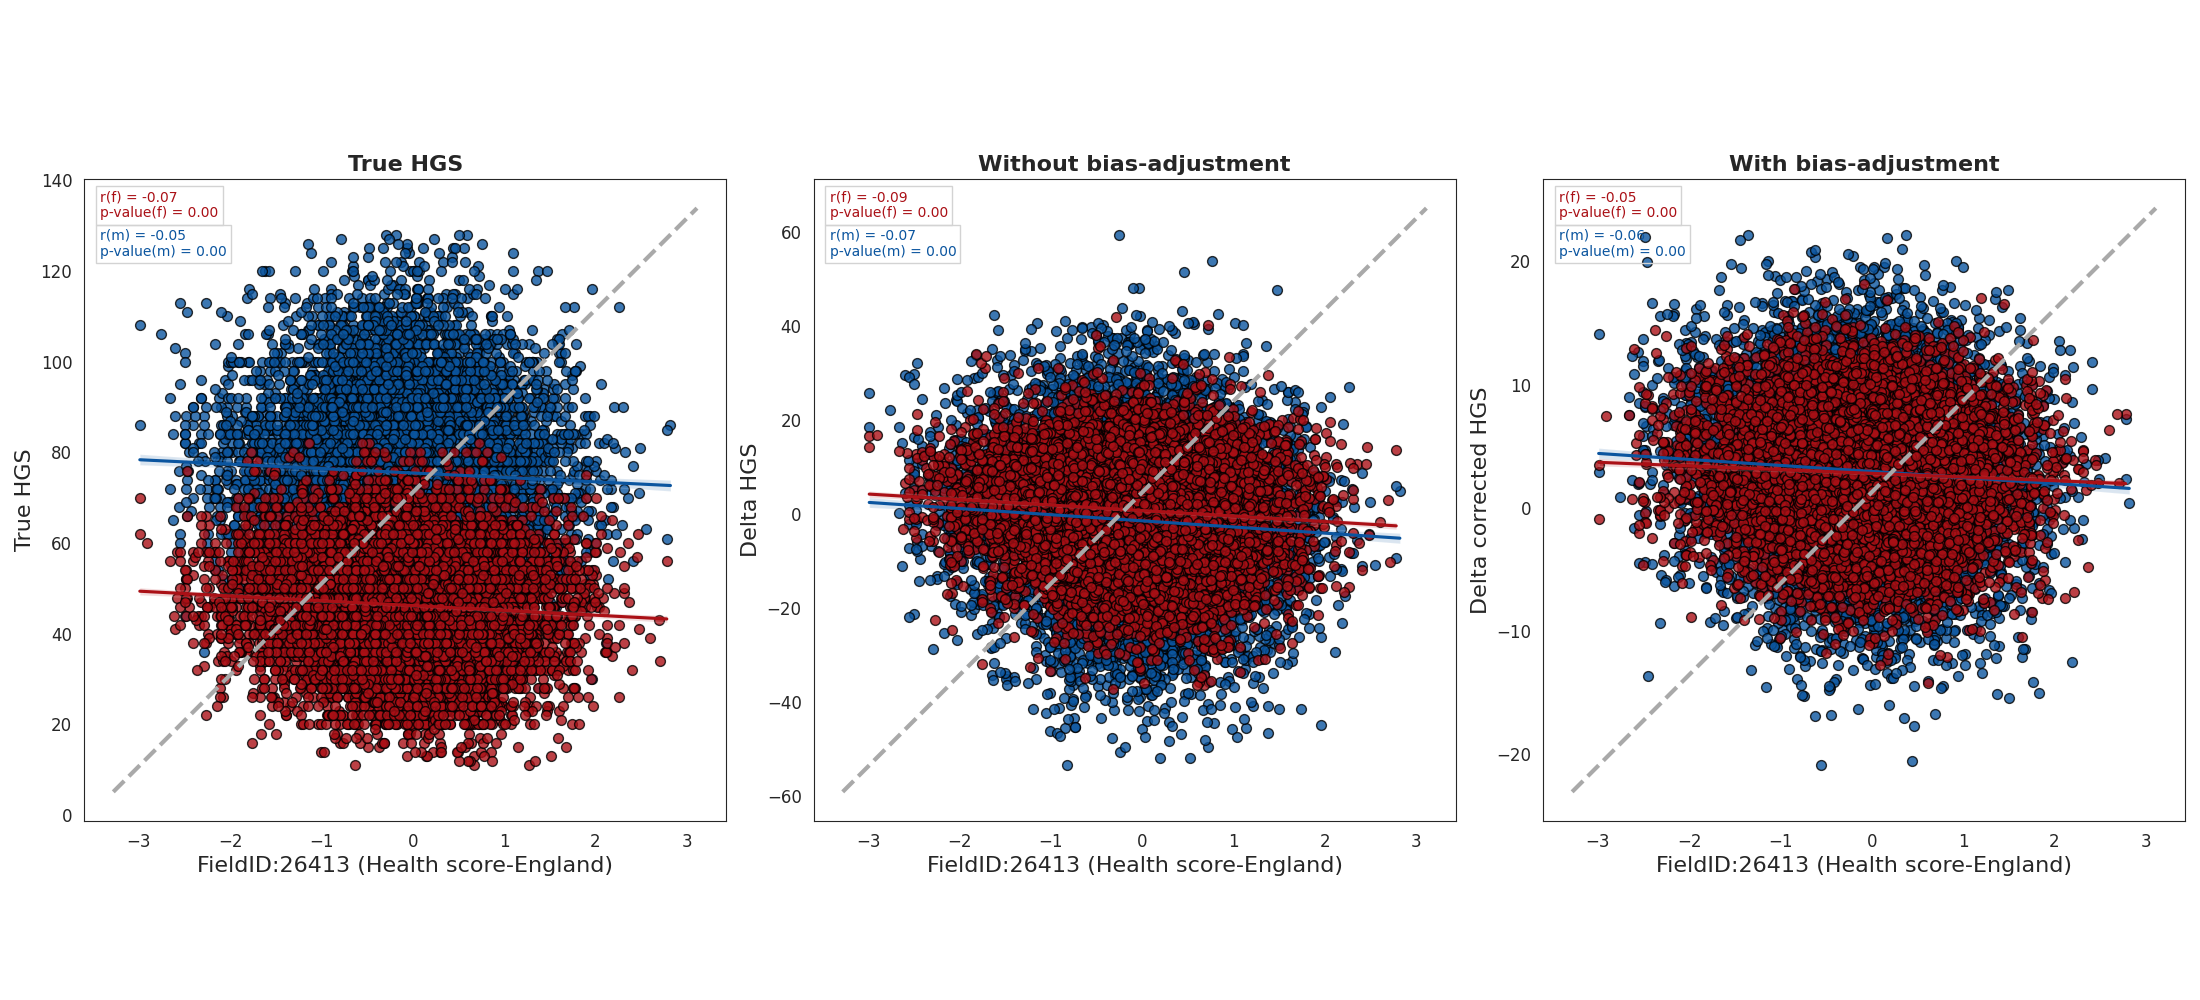 True HGS
r(f) = -0.07
p-value(f) = 0.00
r(m) = -0.05
p-value(m) = 0.00
True HGS
140
120
100
80
60
40
20
0
−3 −2 −1 0 1 2 3
FieldID:26413 (Health score-England)
Without bias-adjustment
r(f) = -0.09
p-value(f) = 0.00
r(m) = -0.07
p-value(m) = 0.00
Delta HGS
60
40
20
0
−20
−40
−60
−3 −2 −1 0 1 2 3
FieldID:26413 (Health score-England)
With bias-adjustment
r(f) = -0.05
p-value(f) = 0.00
r(m) = -0.06
p-value(m) = 0.00
Delta corrected HGS
20
10
0
−10
−20
−3 −2 −1 0 1 2 3
FieldID:26413 (Health score-England)